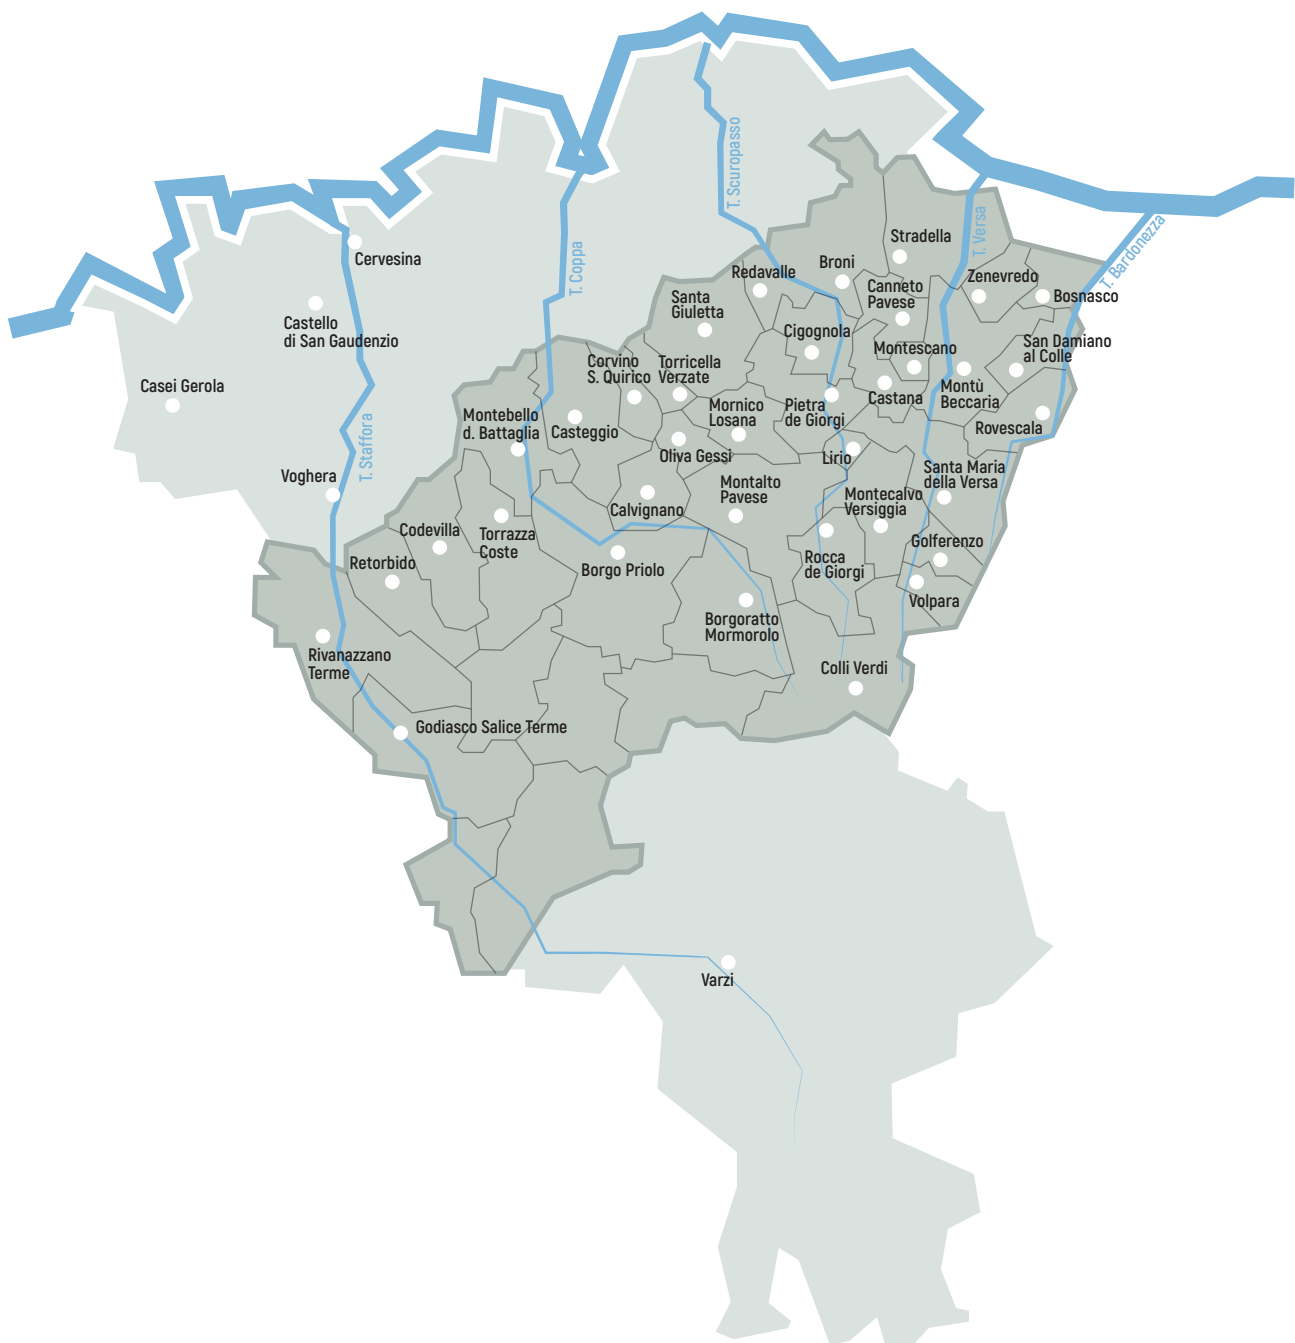 T. Scuropasso
T. Versa
T. Bardonezza
T. Coppa
T. Staffora
Cervesina
Castello
di San Gaudenzio
Casei Gerola
Voghera
Stradella
Broni
Redavalle
Zenevredo
Bosnasco
Canneto
Pavese
Santa
Giuletta
Cigognola
San Damiano
al Colle
Montescano
Corvino
S. Quirico
Torricella
Verzate
Castana
Montù
Beccaria
Mornico
Losana
Pietra
de Giorgi
Rovescala
Montebello
d. Battaglia
Casteggio
Oliva Gessi
Lirio
Santa Maria
della Versa
Montalto
Pavese
Montecalvo
Versiggia
Calvignano
Codevilla
Torrazza
Coste
Golferenzo
Retorbido
Borgo Priolo
Rocca
de Giorgi
Volpara
Borgoratto
Mormorolo
Rivanazzano
Terme
Colli Verdi
Godiasco Salice Terme
Varzi